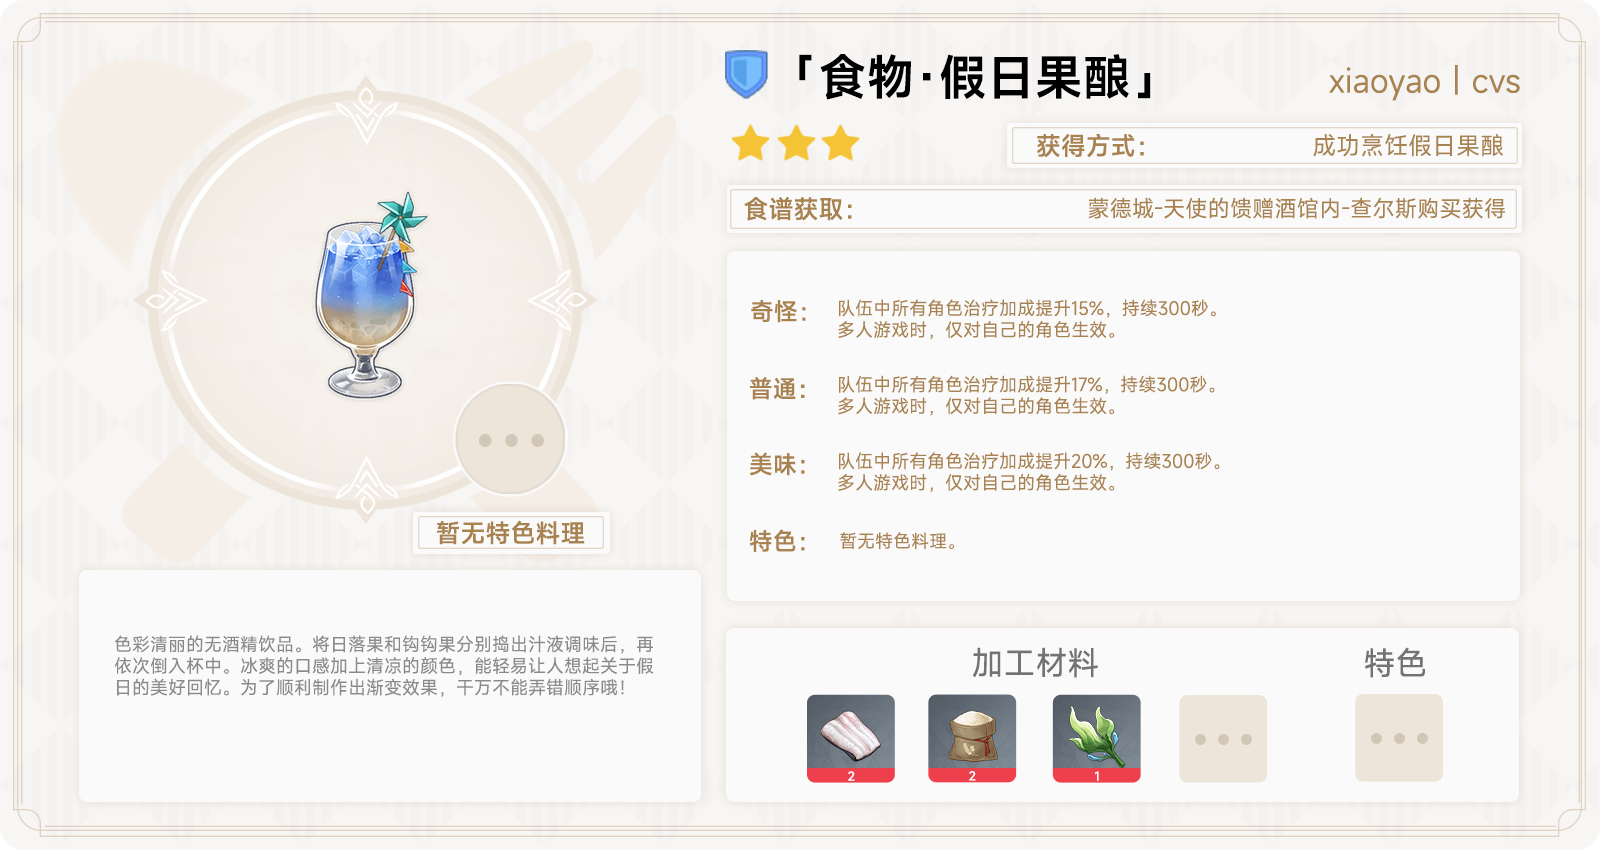 「食物·假日果酿」
xiaoyao | cvs
获得方式：
成功烹饪假日果酿
食谱获取：
蒙德城-天使的馈赠酒馆内-查尔斯购买获得
奇怪：
队伍中所有角色治疗加成提升15%，持续300秒。
多人游戏时，仅对自己的角色生效。
普通：
队伍中所有角色治疗加成提升17%，持续300秒。
多人游戏时，仅对自己的角色生效。
美味：
队伍中所有角色治疗加成提升20%，持续300秒。
多人游戏时，仅对自己的角色生效。
特色：
暂无特色料理。
暂无特色料理
色彩清丽的无酒精饮品。将日落果和钩钩果分别捣出汁液调味后，再
依次倒入杯中。冰爽的口感加上清凉的颜色，能轻易让人想起关于假
日的美好回忆。为了顺利制作出渐变效果，千万不能弄错顺序哦！
加工材料
特色
2
2
1